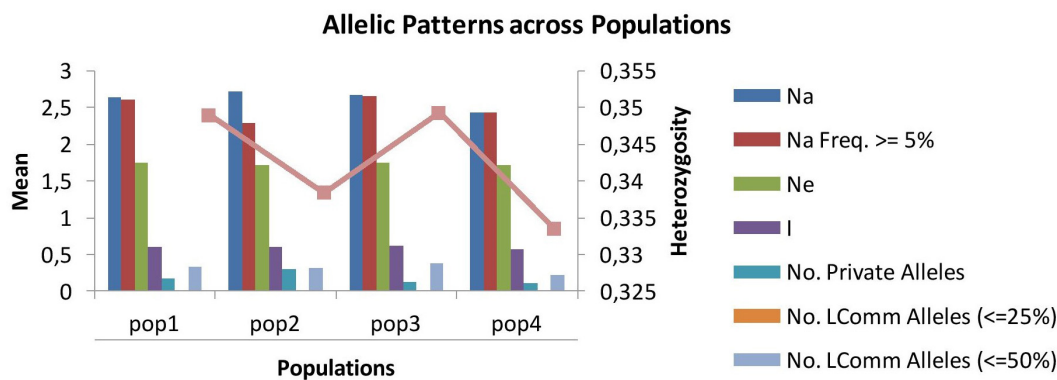 Allelic Patterns across Populations
Mean
3
2,5
2
1,5
1
0,5
0
0,355
0,350
0,345
0,34
0,335
0,33
0,325
Heterozygosity
pop1 pop2 pop3 pop4
Populations
Na
Na Freq. >= 5%
Ne
I
No. Private Alleles
No. LComm Alleles (<=25%)
No. LComm Alleles (<=50%)